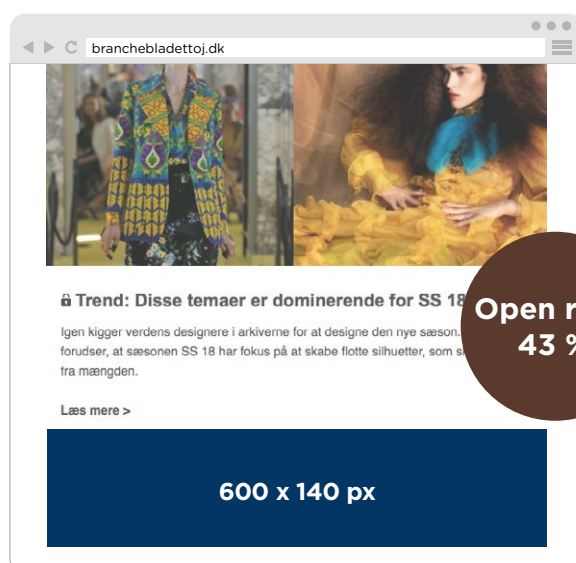 branchebladettoj.dk
Trend: Disse temaer er dominerende for SS 18
Igen kigger verdens designere i arkiverne for at designe den nye sæson.
forudser, at sæsonen SS 18 har fokus på at skabe flotte silhuetter, som
fra mængden.
Læs mere >
Open
43 %
600 x 140 px